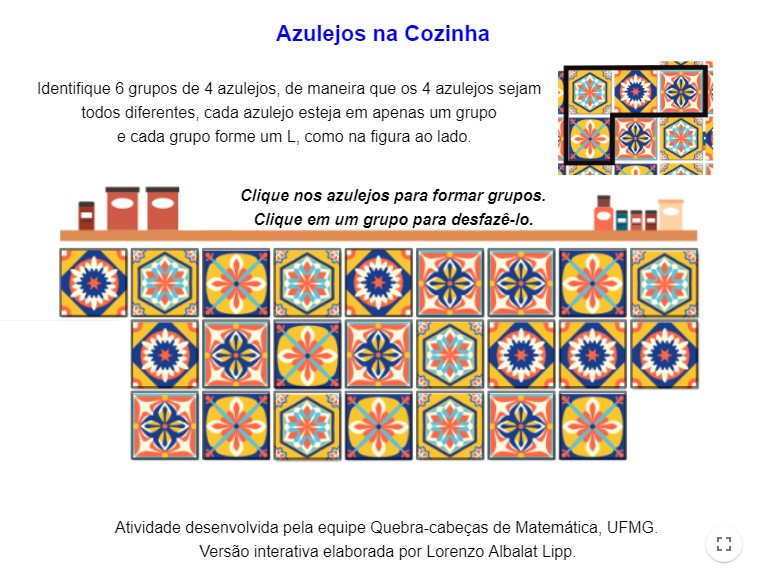 Azulejos na Cozinha
Identifique 6 grupos de 4 azulejos, de maneira que os 4 azulejos sejam
todos diferentes, cada azulejo esteja em apenas um grupo
e cada grupo forme um L, como na figura ao lado.
Clique nos azulejos para formar grupos.
Clique em um grupo para desfazê-lo.
Atividade desenvolvida pela equipe Quebra-cabeças de Matemática, UFMG.
Versão interativa elaborada por Lorenzo Albalat Lipp.